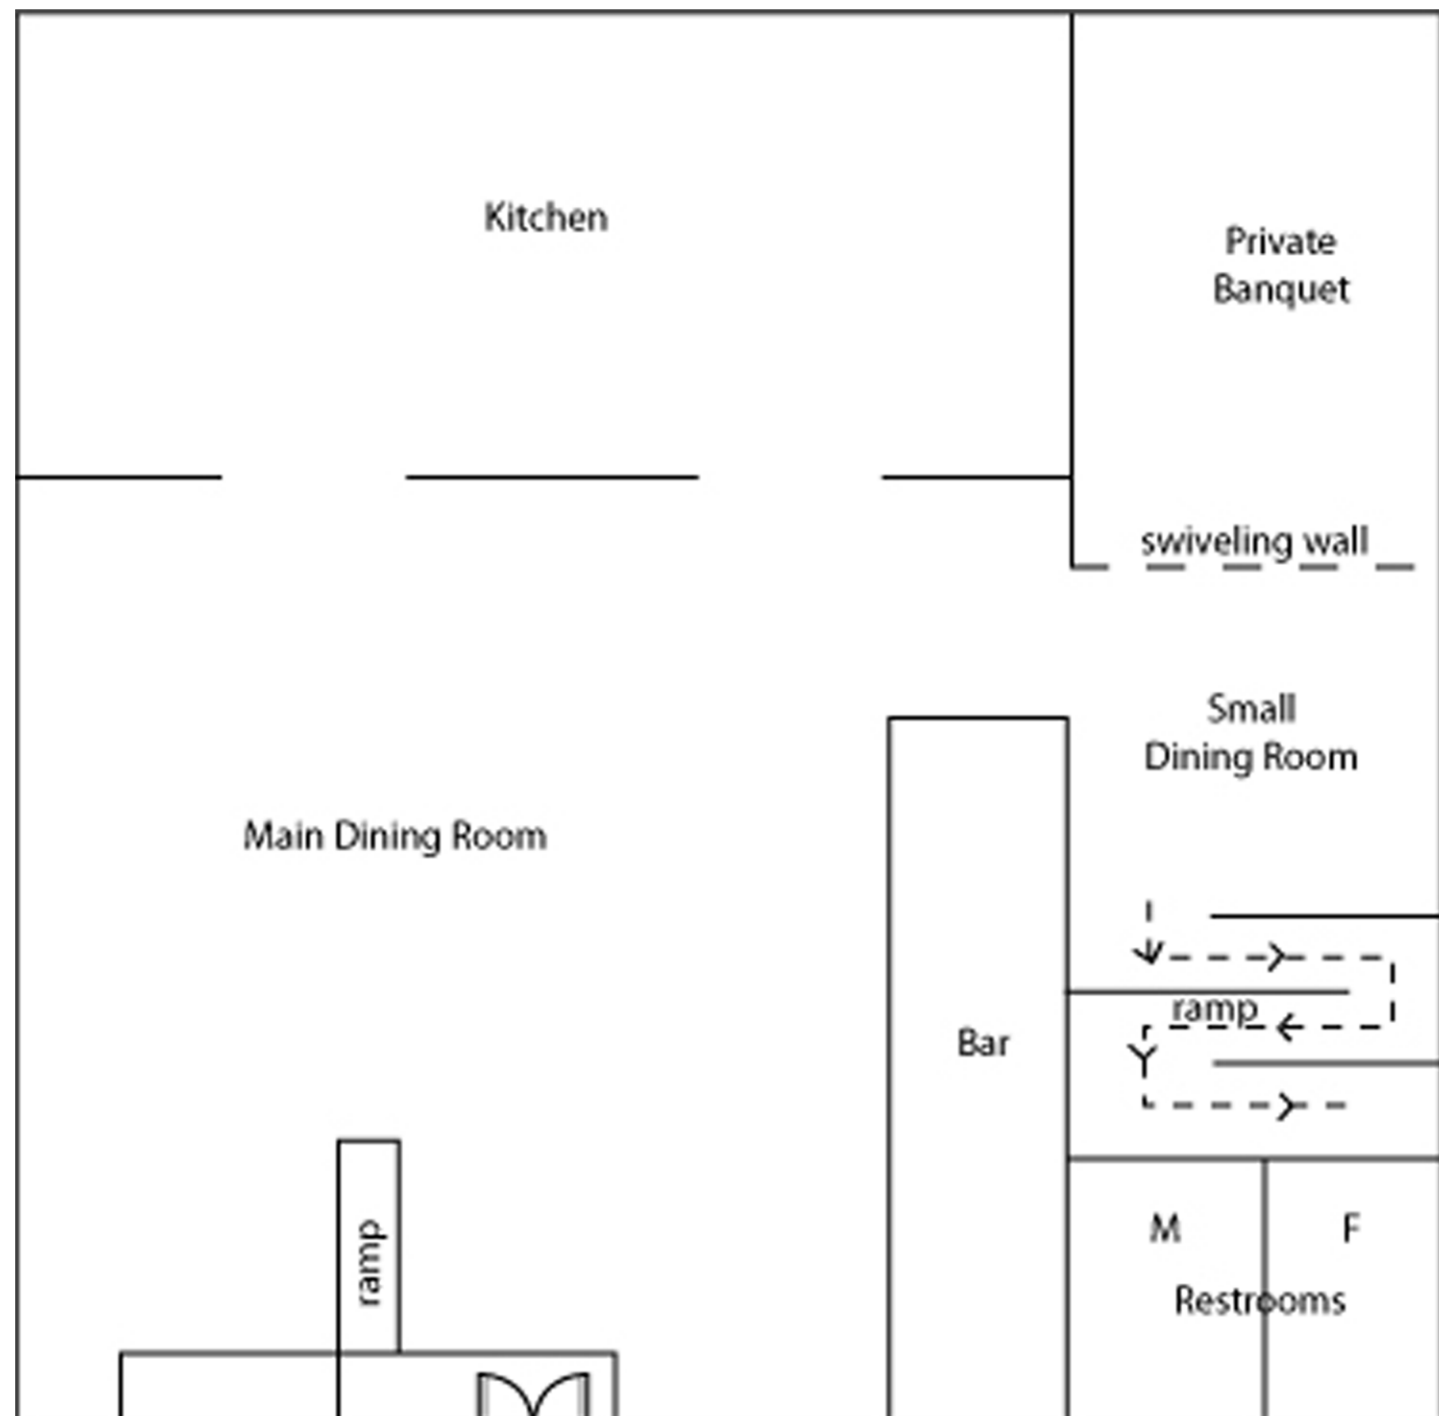 Kitchen
Private
Banquet
swiveling wall
Small
Dining Room
Main Dining Room
ramp
Bar
ramp
M
F
Restrooms